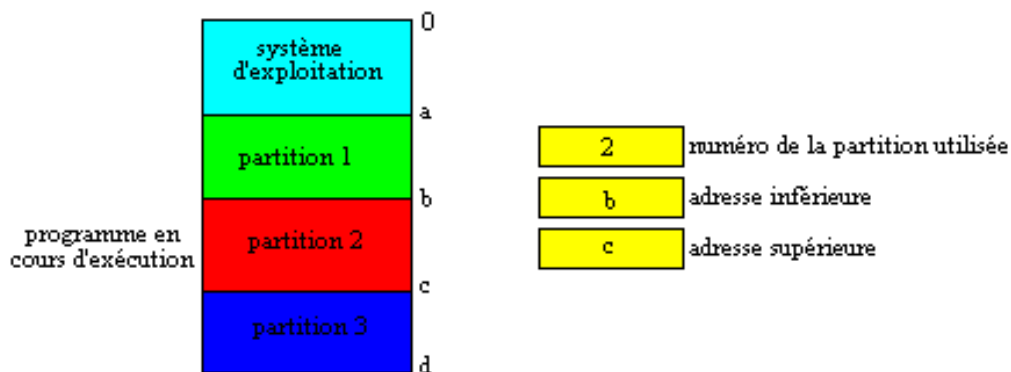 0
système
d'exploitation
a
partition 1
2
numéro de la partition utilisée
b
b
adresse inférieure
programme en
cours d'exécution
partition 2
c
adresse supérieure
c
partition 3
d